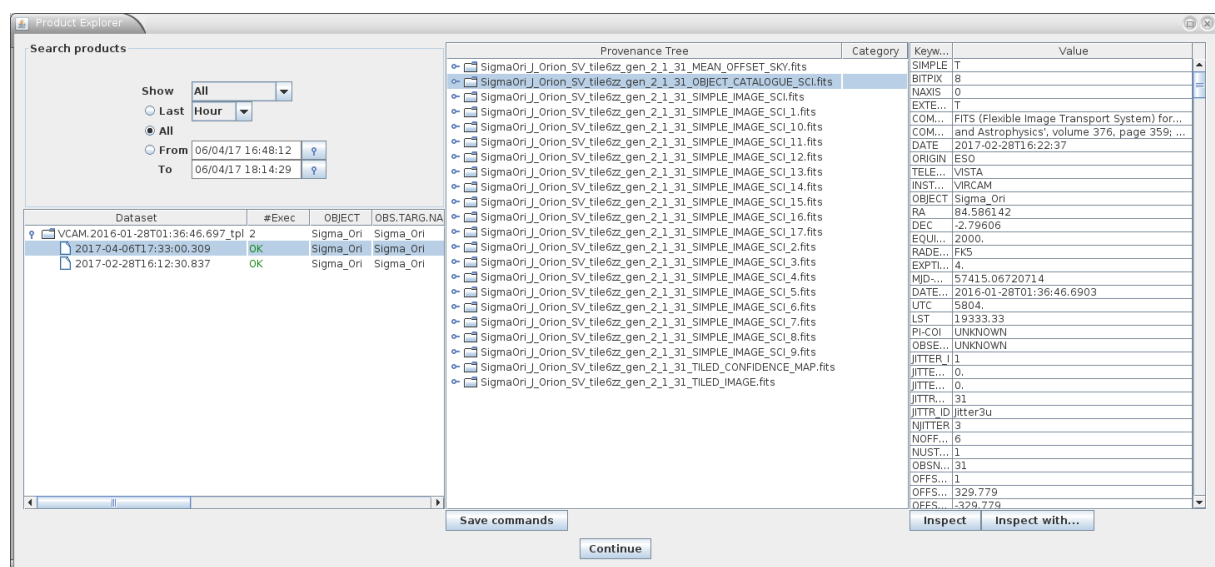 Product Explorer
Search products
Show All
Last Hour
All
From 06/04/17 16:48:12
To 06/04/17 18:14:29
Dataset #Exec OBJECT OBS.TARG.NA
VCAM.2016-01-28T01:36:46.697_tpl 2 Sigma_Ori Sigma_Ori
2017-04-06T17:33:00.309 OK Sigma_Ori Sigma_Ori
2017-02-28T16:12:30.837 OK Sigma_Ori Sigma_Ori
Provenance Tree Category
SigmaOri_J_Orion_SV_tile6zz_gen_2_1_31_MEAN_OFFSET_SKY.fits
SigmaOri_J_Orion_SV_tile6zz_gen_2_1_31_OBJECT_CATALOGUE_SCI.fits
SigmaOri_J_Orion_SV_tile6zz_gen_2_1_31_SIMPLE_IMAGE_SCI.fits
SigmaOri_J_Orion_SV_tile6zz_gen_2_1_31_SIMPLE_IMAGE_SCI_1.fits
SigmaOri_J_Orion_SV_tile6zz_gen_2_1_31_SIMPLE_IMAGE_SCI_10.fits
SigmaOri_J_Orion_SV_tile6zz_gen_2_1_31_SIMPLE_IMAGE_SCI_11.fits
SigmaOri_J_Orion_SV_tile6zz_gen_2_1_31_SIMPLE_IMAGE_SCI_12.fits
SigmaOri_J_Orion_SV_tile6zz_gen_2_1_31_SIMPLE_IMAGE_SCI_13.fits
SigmaOri_J_Orion_SV_tile6zz_gen_2_1_31_SIMPLE_IMAGE_SCI_14.fits
SigmaOri_J_Orion_SV_tile6zz_gen_2_1_31_SIMPLE_IMAGE_SCI_15.fits
SigmaOri_J_Orion_SV_tile6zz_gen_2_1_31_SIMPLE_IMAGE_SCI_16.fits
SigmaOri_J_Orion_SV_tile6zz_gen_2_1_31_SIMPLE_IMAGE_SCI_17.fits
SigmaOri_J_Orion_SV_tile6zz_gen_2_1_31_SIMPLE_IMAGE_SCI_2.fits
SigmaOri_J_Orion_SV_tile6zz_gen_2_1_31_SIMPLE_IMAGE_SCI_3.fits
SigmaOri_J_Orion_SV_tile6zz_gen_2_1_31_SIMPLE_IMAGE_SCI_4.fits
SigmaOri_J_Orion_SV_tile6zz_gen_2_1_31_SIMPLE_IMAGE_SCI_5.fits
SigmaOri_J_Orion_SV_tile6zz_gen_2_1_31_SIMPLE_IMAGE_SCI_6.fits
SigmaOri_J_Orion_SV_tile6zz_gen_2_1_31_SIMPLE_IMAGE_SCI_7.fits
SigmaOri_J_Orion_SV_tile6zz_gen_2_1_31_SIMPLE_IMAGE_SCI_8.fits
SigmaOri_J_Orion_SV_tile6zz_gen_2_1_31_SIMPLE_IMAGE_SCI_9.fits
SigmaOri_J_Orion_SV_tile6zz_gen_2_1_31_TILED_CONFIDENCE_MAP.fits
SigmaOri_J_Orion_SV_tile6zz_gen_2_1_31_TILED_IMAGE.fits
Save commands
Keyw... Value
SIMPLE T
BITPIX 8
NAXIS 0
EXTE... T
COM... FITS (Flexible Image Transport System) for...
COM... and Astrophysics', volume 376, page 359; ...
DATE 2017-02-28T16:22:37
ORIGIN ESO
TELE... VISTA
INST... VIRCAM
OBJECT Sigma_Ori
RA 84.586142
DEC -2.79606
EQUI... 2000.
RADE... FK5
EXPTI... 4.
MJD-... 57415.06720714
DATE... 2016-01-28T01:36:46.6903
UTC 5804.
LST 19333.33
PI-COI UNKNOWN
OBSE... UNKNOWN
JITTER_I 1
JITTE... 0.
JITTE... 0.
JITTR... 31
JITTR_ID Jitter3u
NJITTER 3
NOFF... 6
NUST... 1
OBSN... 31
OFFS... 1
OFFS... 329.779
OFFS... -329.779
Inspect Inspect with...
Continue